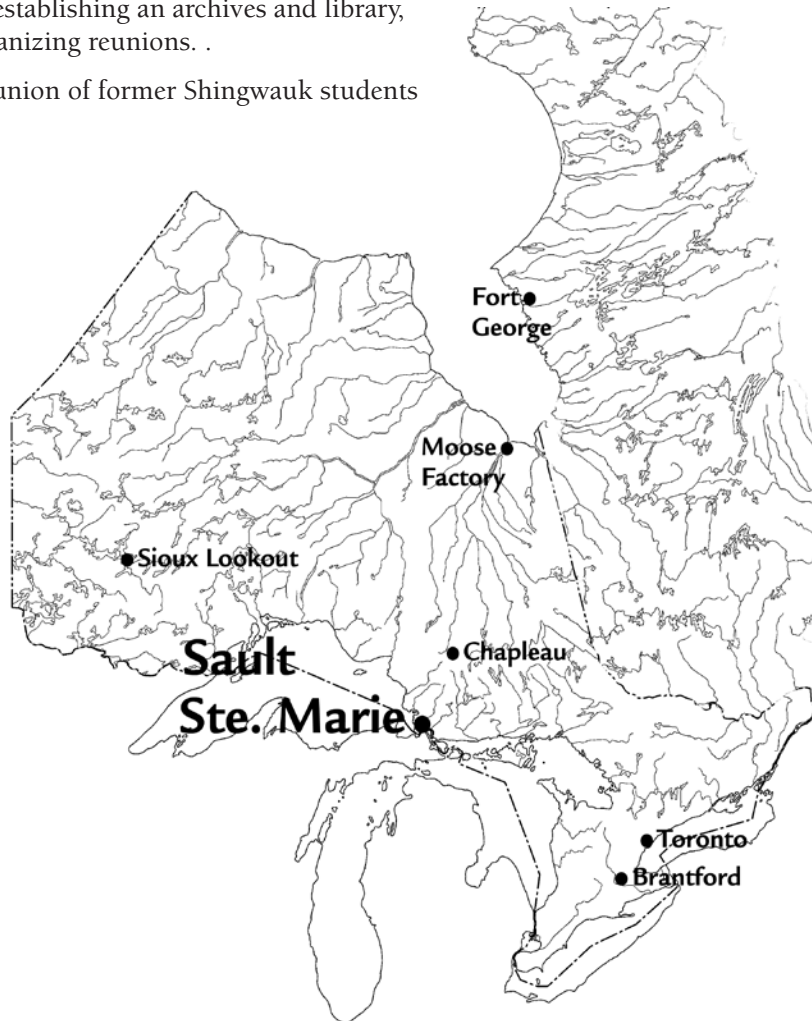 establishing an archives and library,
anizing reunions. .
union of former Shingwauk students
Fort
George
Moose
Factory
Sioux Lookout
Sault
Ste. Marie
Chapleau
Toronto
Brantford